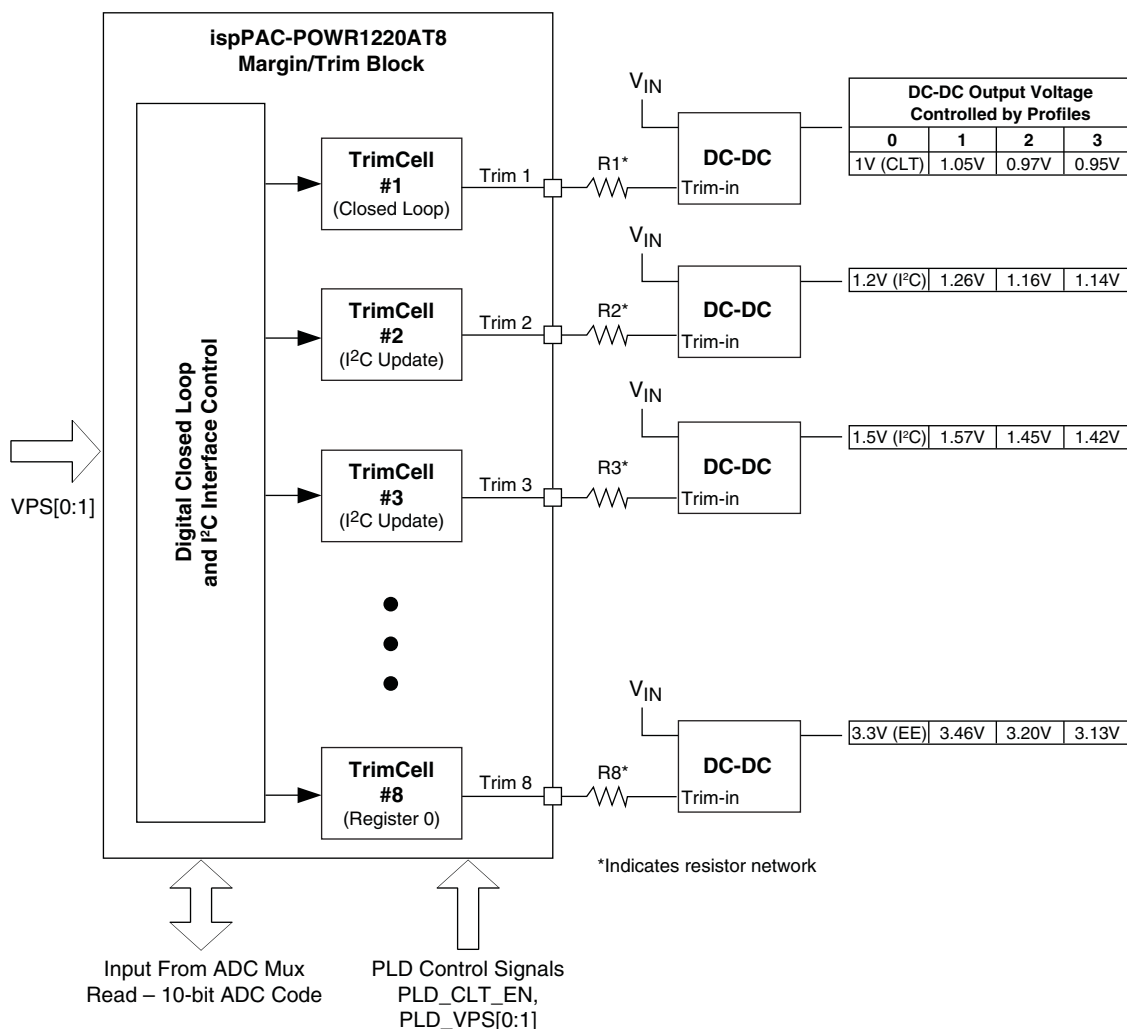 ispPAC-POWR1220AT8
Margin/Trim Block
Digital Closed Loop
and I²C Interface Control
VPS[0:1]
TrimCell
#1
(Closed Loop)
Trim 1
R1*
VIN
DC-DC
Trim-in
DC-DC Output Voltage
Controlled by Profiles
0 1 2 3
1V (CLT) 1.05V 0.97V 0.95V
TrimCell
#2
(I²C Update)
Trim 2
R2*
VIN
DC-DC
Trim-in
1.2V (I²C) 1.26V 1.16V 1.14V
TrimCell
#3
(I²C Update)
Trim 3
R3*
VIN
DC-DC
Trim-in
1.5V (I²C) 1.57V 1.45V 1.42V
TrimCell
#8
(Register 0)
Trim 8
R8*
VIN
DC-DC
Trim-in
3.3V (EE) 3.46V 3.20V 3.13V
*Indicates resistor network
Input From ADC Mux
Read – 10-bit ADC Code
PLD Control Signals
PLD_CLT_EN,
PLD_VPS[0:1]